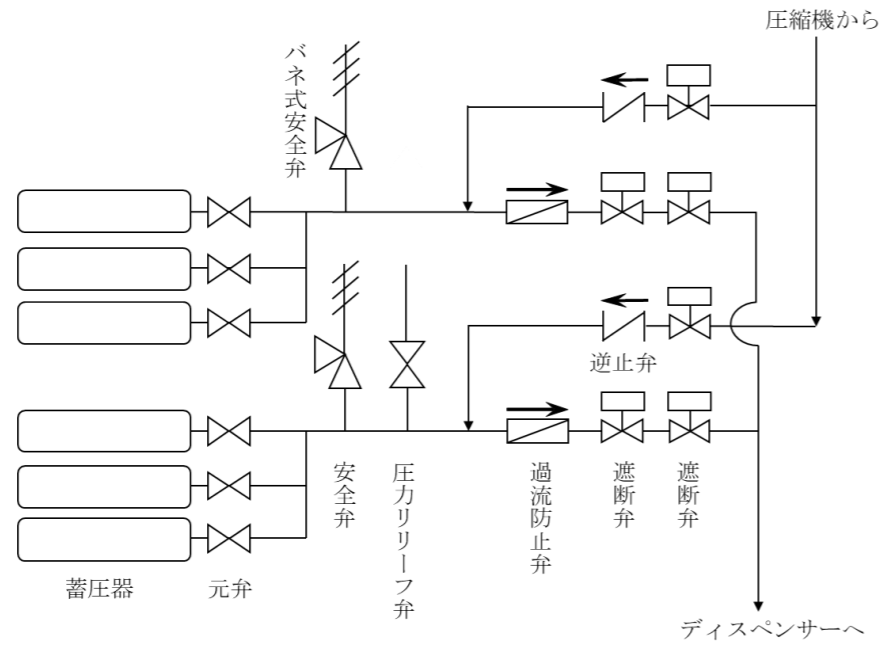 圧縮機から
バネ式安全弁
逆止弁
安全弁
圧力リリーフ弁
過流防止弁
遮断弁
遮断弁
蓄圧器
元弁
ディスペンサーへ